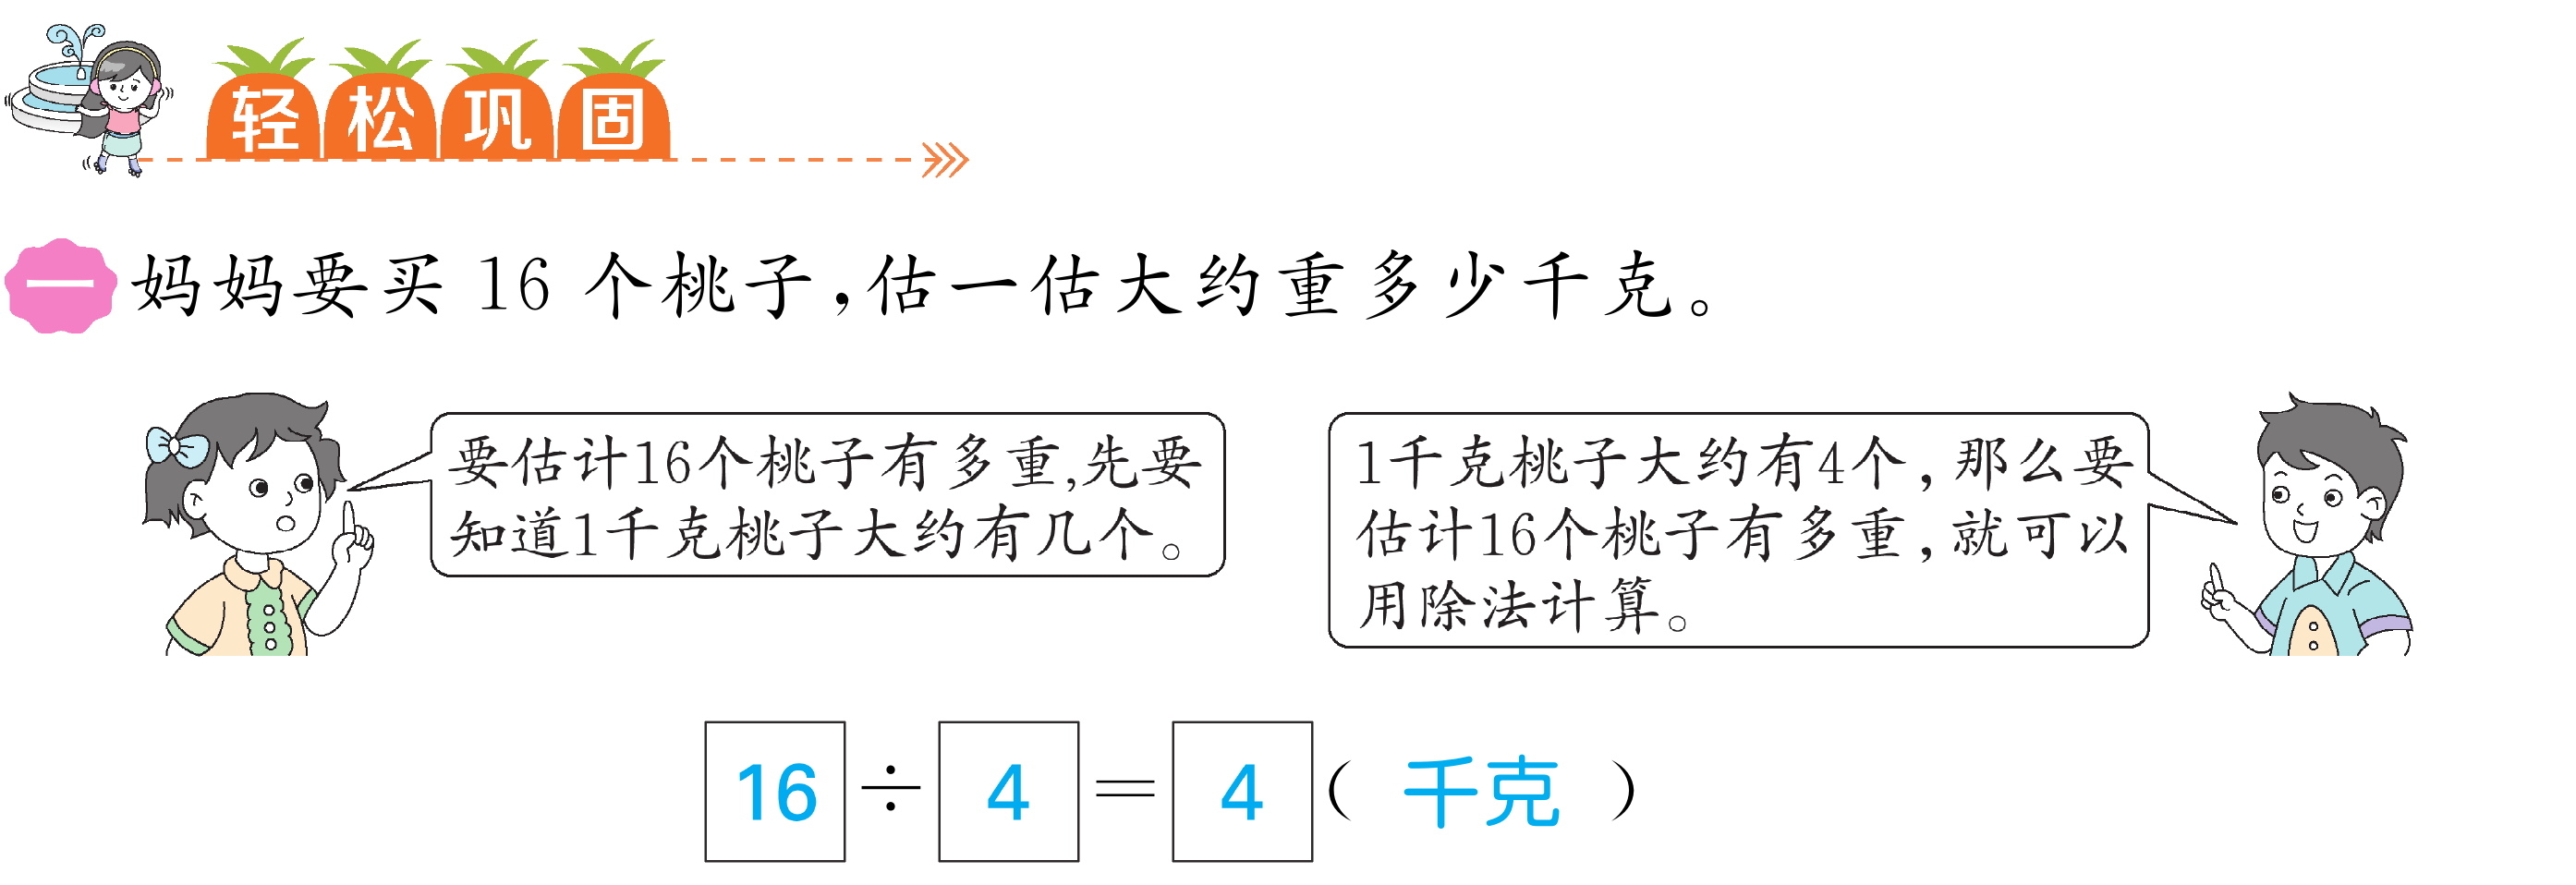 轻松巩固
一 妈妈要买 16 个桃子,估一估大约重多少千克。
要估计16个桃子有多重,先要
知道1千克桃子大约有几个。
1千克桃子大约有4个,那么要
估计16个桃子有多重,就可以
用除法计算。
16 ÷ 4 = 4 ( 千克 )